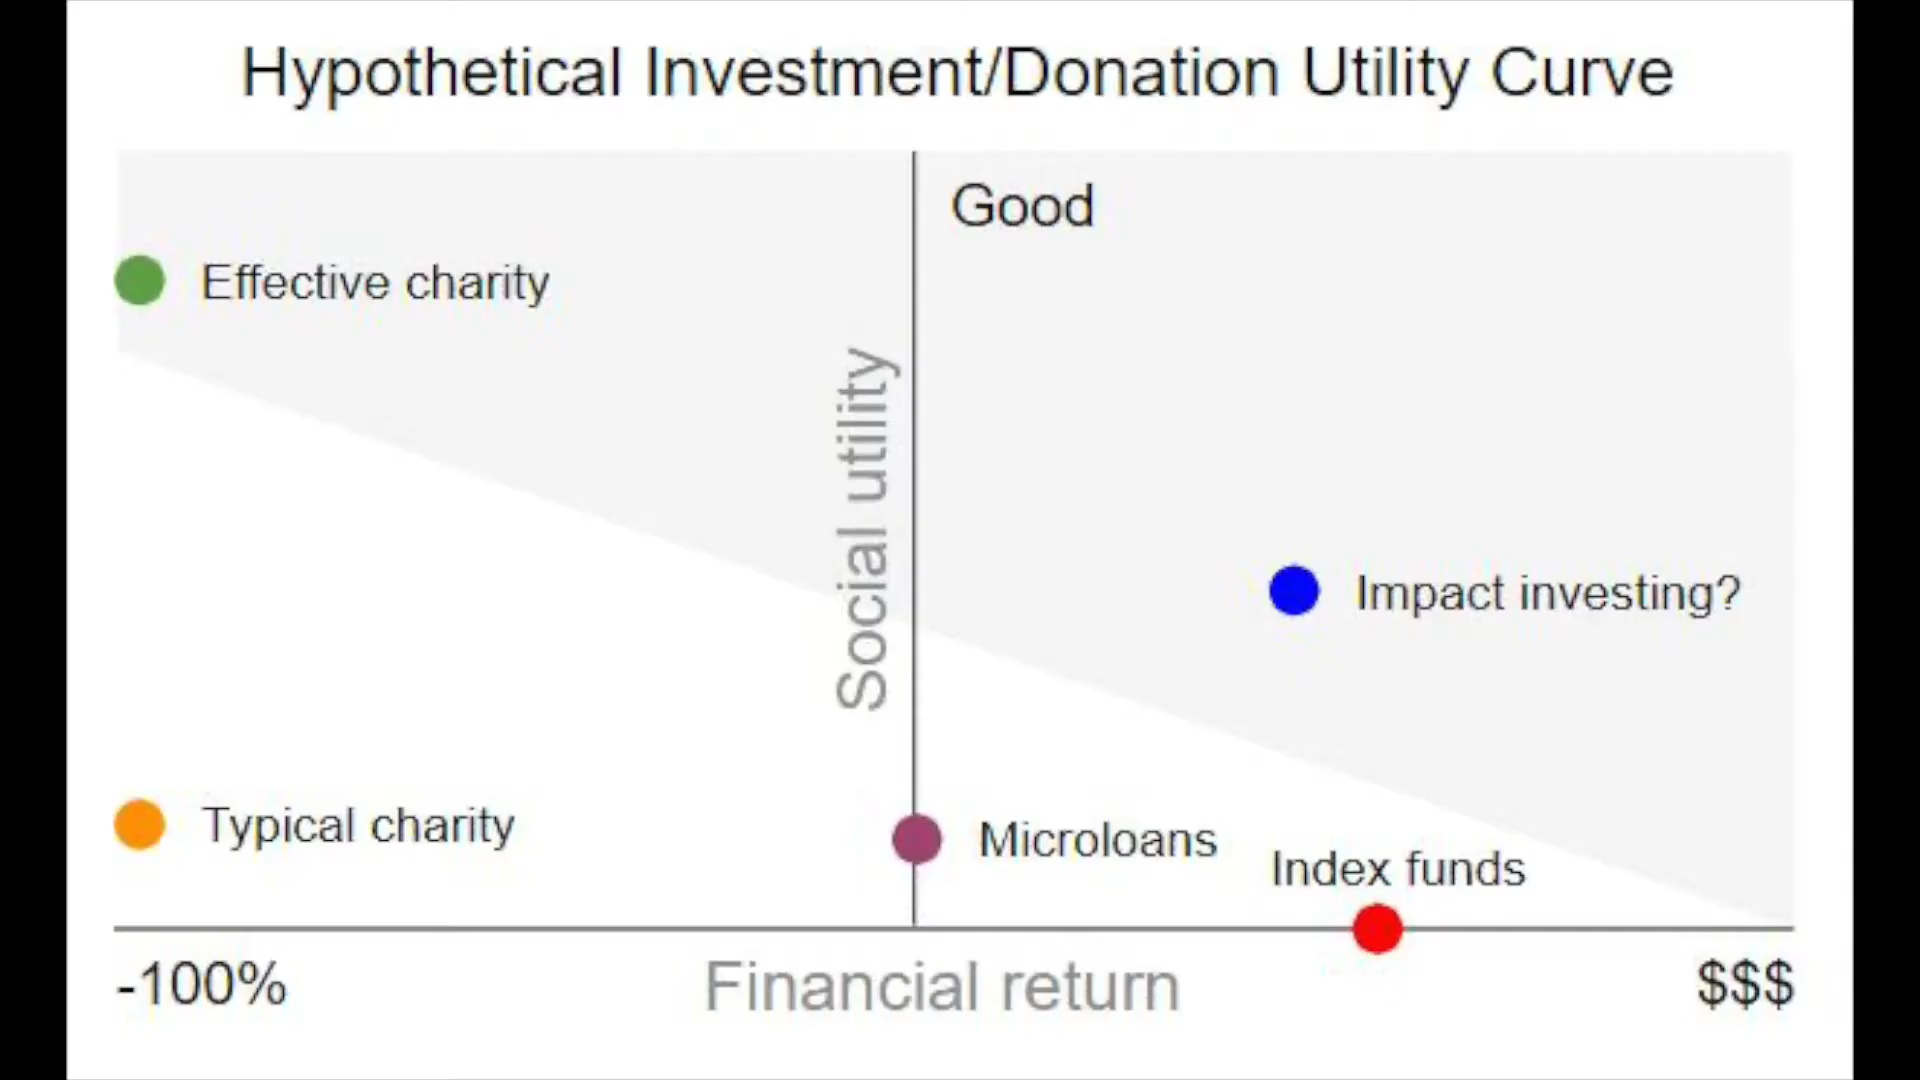 Hypothetical Investment/Donation Utility Curve
Good
Effective charity
Social utility
Impact investing?
Typical charity
Microloans
Index funds
-100%
Financial return
$$$